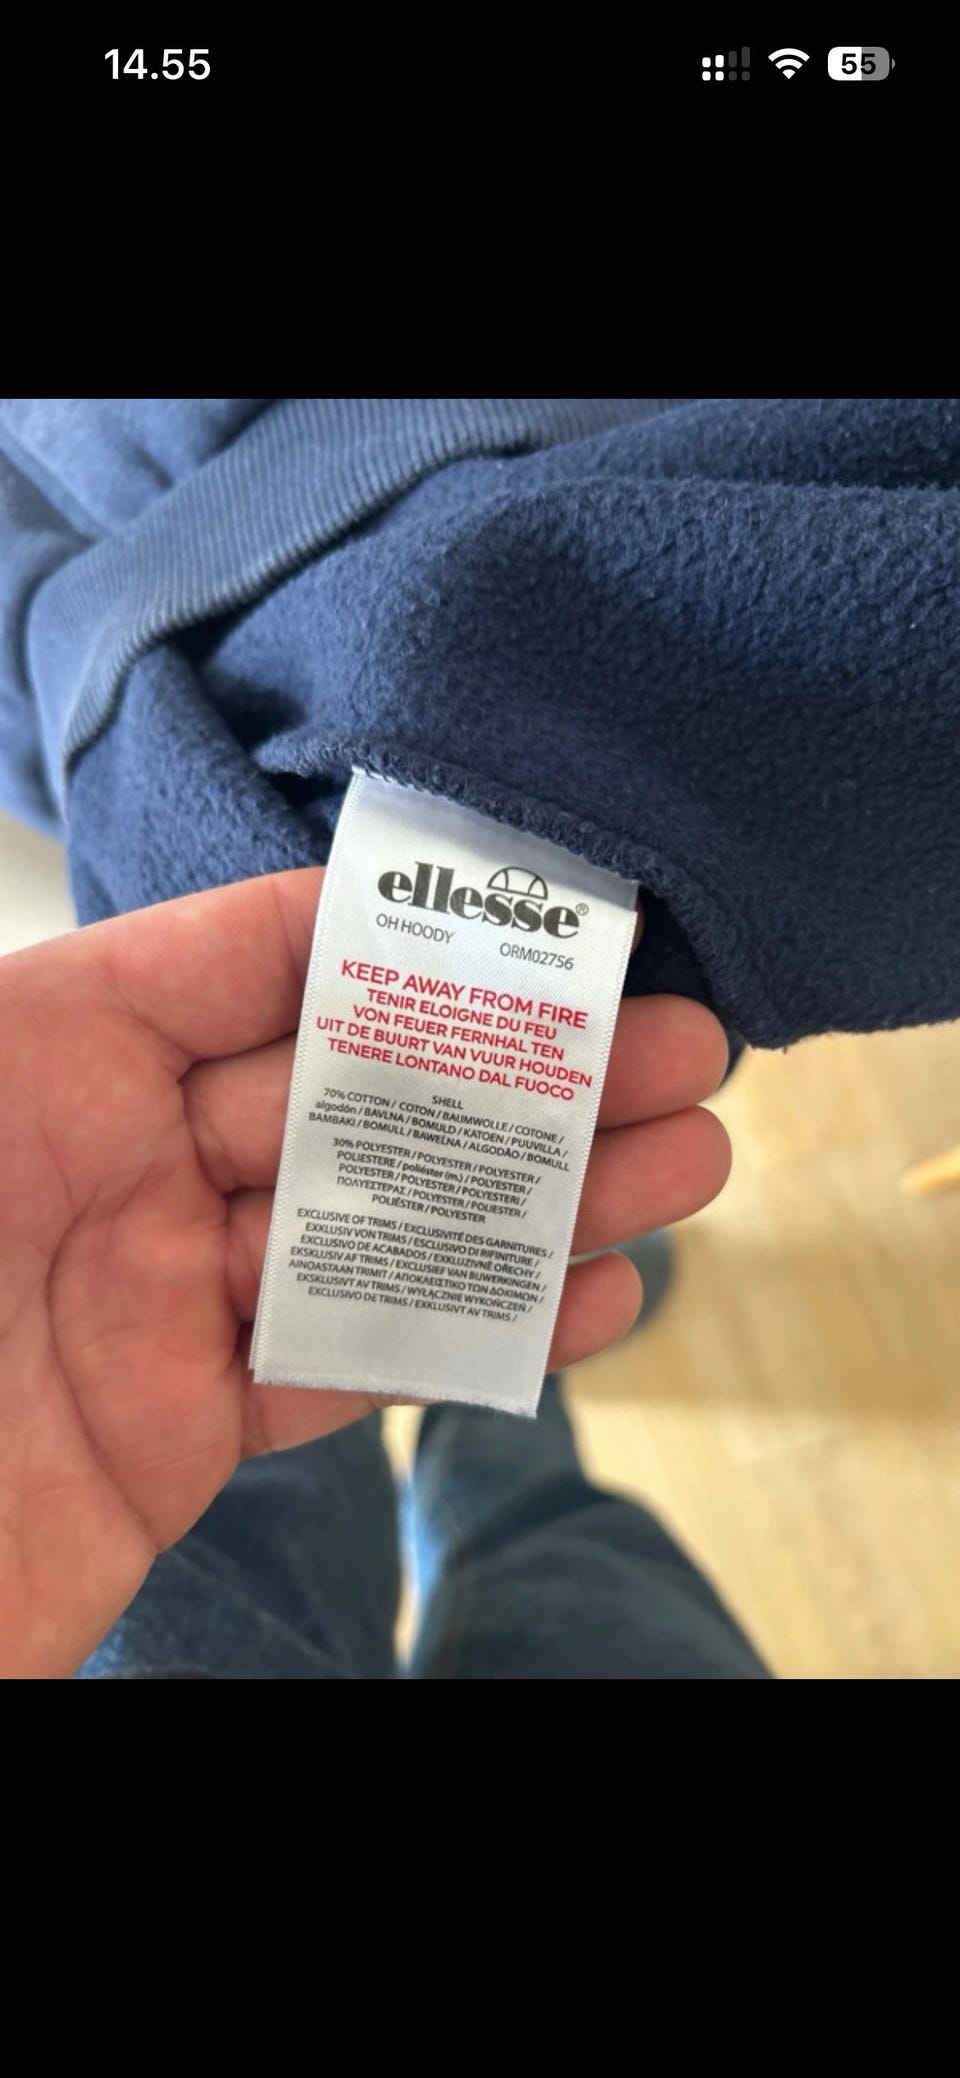 14.55
55
ellesse®
OH HOODY ORM02756
KEEP AWAY FROM FIRE
TENIR ELOIGNE DU FEU
VON FEUER FERNHAL TEN
UIT DE BUURT VAN VUUR HOUDEN
TENERE LONTANO DAL FUOCO
SHELL
70% COTTON / COTON / BAUMWOLLE / COTONE /
algodón / BAVLNA / BOMULD / KATOEN / PUUVILLA /
BAMBAKI / BOMULL / BAWEŁNA / ALGODÃO / BOMULL
30% POLYESTER / POLYESTER / POLYESTER /
POLIESTERE / poliéster (m.) / POLYESTER /
POLYESTER / POLYESTER / POLYESTERI /
ΠΟΛΥΕΣΤΕΡΑΣ / POLYESTER / POLIESTER /
POLIÉSTER / POLYESTER
EXCLUSIVE OF TRIMS / EXCLUSIVITÉ DES GARNITURES /
EXKLUSIV VON TRIMS / ESCLUSIVO DI RIFINITURE /
EXCLUSIVO DE ACABADOS / EXKLUZIVNE OŘECHY /
EKSKLUSIV AF TRIMS / EXCLUSIEF VAN BIJWERKINGEN /
AINOASTAAN TRIMIT / ΑΠΟΚΛΕΙΣΤΙΚΟ ΤΩΝ ΔΟΚΙΜΩΝ /
EKSKLUSIVT AV TRIMS / WYŁĄCZNIE WYKOŃCZEŃ /
EXCLUSIVO DE TRIMS / EXKLUSIVT AV TRIMS /